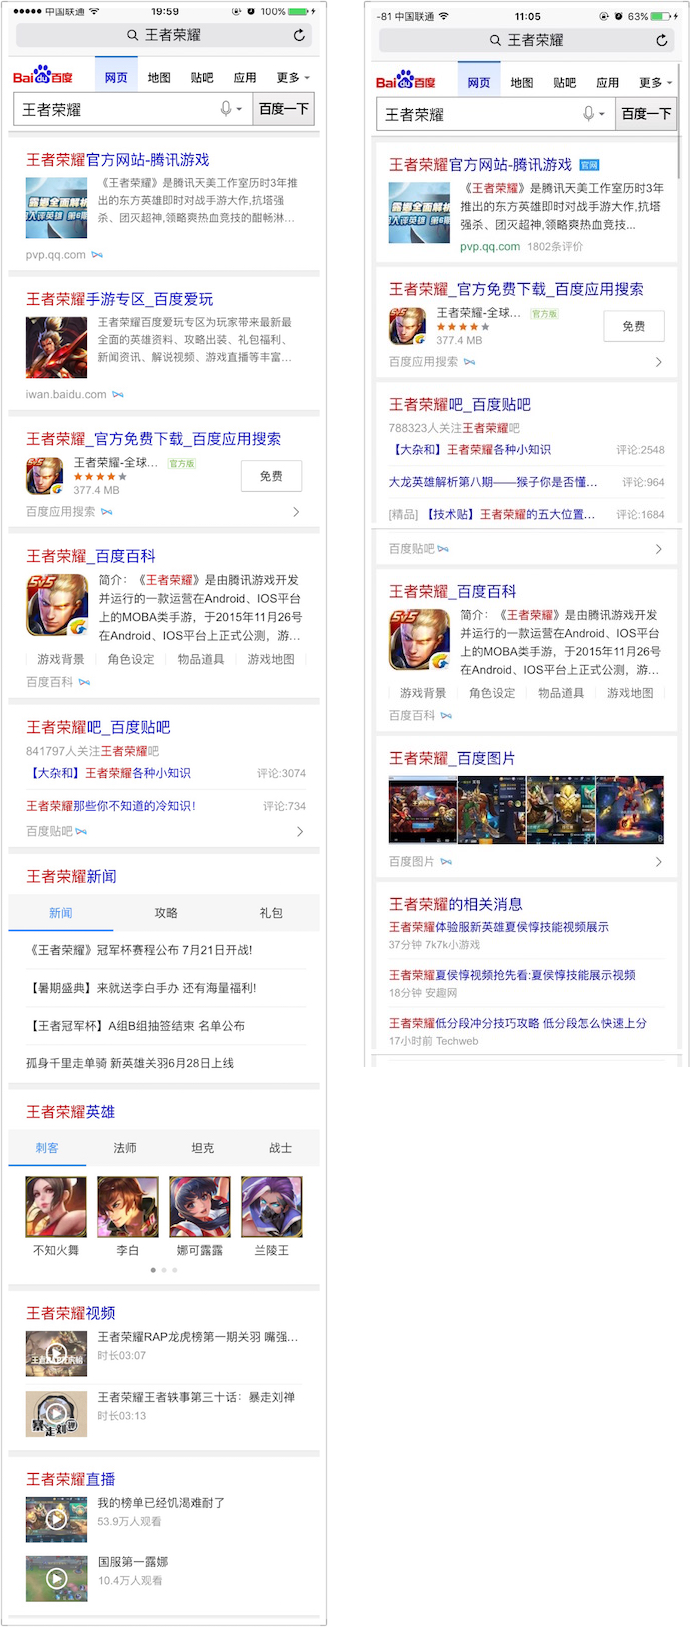 中国联通
19:59
100%
王者荣耀
Bai du 百度
网页
地图
贴吧
应用
更多
王者荣耀
百度一下
王者荣耀官方网站-腾讯游戏
《王者荣耀》是腾讯天美工作室历时3年推
出的东方英雄即时对战手游大作,抗塔强
杀、团灭超神,领略爽热血竞技的酣畅淋...
pvp.qq.com
王者荣耀手游专区_百度爱玩
王者荣耀百度爱玩专区为玩家带来最新最
全面的英雄资料、攻略出装、礼包福利、
新闻资讯、解说视频、游戏直播等丰富...
iwan.baidu.com
王者荣耀_官方免费下载_百度应用搜索
王者荣耀-全球...
官方版
377.4 MB
免费
百度应用搜索
王者荣耀_百度百科
5V5
简介：《王者荣耀》是由腾讯游戏开发
并运行的一款运营在Android、IOS平台
上的MOBA类手游，于2015年11月26号
在Android、IOS平台上正式公测，游...
游戏背景
角色设定
物品道具
游戏地图
百度百科
王者荣耀吧_百度贴吧
841797人关注王者荣耀吧
【大杂和】王者荣耀各种小知识
评论:3074
王者荣耀那些你不知道的冷知识!
评论:734
百度贴吧
王者荣耀新闻
新闻
攻略
礼包
《王者荣耀》冠军杯赛程公布 7月21日开战!
【暑期盛典】来就送李白手办 还有海量福利!
【王者冠军杯】A组B组抽签结束 名单公布
孤身千里走单骑 新英雄关羽6月28日上线
王者荣耀英雄
刺客
法师
坦克
战士
不知火舞
李白
娜可露露
兰陵王
王者荣耀视频
王者荣耀RAP龙虎榜第一期关羽 嘴强...
时长03:07
王者荣耀王者轶事第三十话：暴走刘禅
时长03:13
王者荣耀直播
我的榜单已经饥渴难耐了
53.9万人观看
国服第一露娜
10.4万人观看
-81 中国联通
11:05
63%
王者荣耀
Bai du 百度
网页
地图
贴吧
应用
更多
王者荣耀
百度一下
王者荣耀官方网站-腾讯游戏 官网
《王者荣耀》是腾讯天美工作室历时3年
推出的东方英雄即时对战手游大作,抗塔
强杀、团灭超神,领略爽热血竞技...
pvp.qq.com 1802条评价
王者荣耀_官方免费下载_百度应用搜索
王者荣耀-全球...
官方版
377.4 MB
免费
百度应用搜索
王者荣耀吧_百度贴吧
788323人关注王者荣耀吧
【大杂和】王者荣耀各种小知识
评论:2548
大龙英雄解析第八期——猴子你是否懂...
评论:964
[精品] 【技术贴】王者荣耀的五大位置...
评论:1684
百度贴吧
王者荣耀_百度百科
5V5
简介：《王者荣耀》是由腾讯游戏开发
并运行的一款运营在Android、IOS平台
上的MOBA类手游，于2015年11月26号
在Android、IOS平台上正式公测，游...
游戏背景
角色设定
物品道具
游戏地图
百度百科
王者荣耀_百度图片
百度图片
王者荣耀的相关消息
王者荣耀体验服新英雄夏侯惇技能视频展示
37分钟 7k7k小游戏
王者荣耀夏侯惇视频抢先看:夏侯惇技能展示视频
18分钟 安趣网
王者荣耀低分段冲分技巧攻略 低分段怎么快速上分
17小时前 Techweb